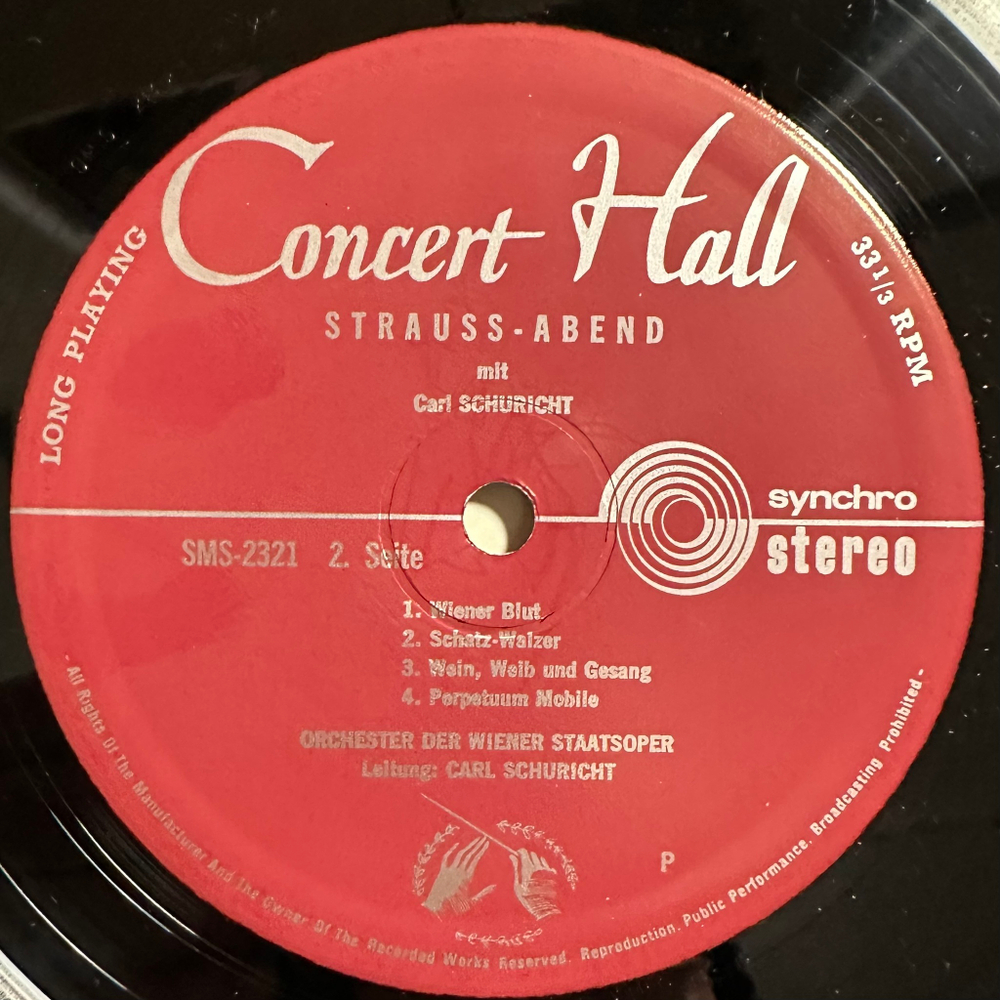 Concert Hall
LONG PLAYING
33 1/3 RPM
STRAUSS-ABEND
mit
Carl SCHURICHT
synchro
stereo
SMS-2321 2. Seite
1. Wiener Blut
2. Schatz-Walzer
3. Wein, Weib und Gesang
4. Perpetuum Mobile
ORCHESTER DER WIENER STAATSOPER
Leitung: CARL SCHURICHT
P
- All Rights Of The Manufacturer And The Owner Of The Recorded Works Reserved. Reproduction. Public Performance. Broadcasting Prohibited -